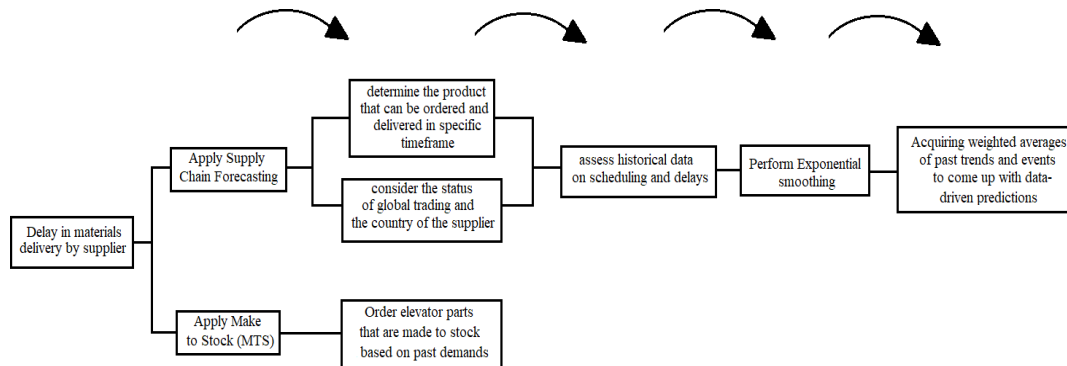 determine the product
that can be ordered and
delivered in specific
timeframe
Apply Supply
Chain Forecasting
consider the status
of global trading and
the country of the supplier
assess historical data
on scheduling and delays
Perform Exponential
smoothing
Acquiring weighted averages
of past trends and events
to come up with data-
driven predictions
Delay in materials
delivery by supplier
Apply Make
to Stock (MTS)
Order elevator parts
that are made to stock
based on past demands